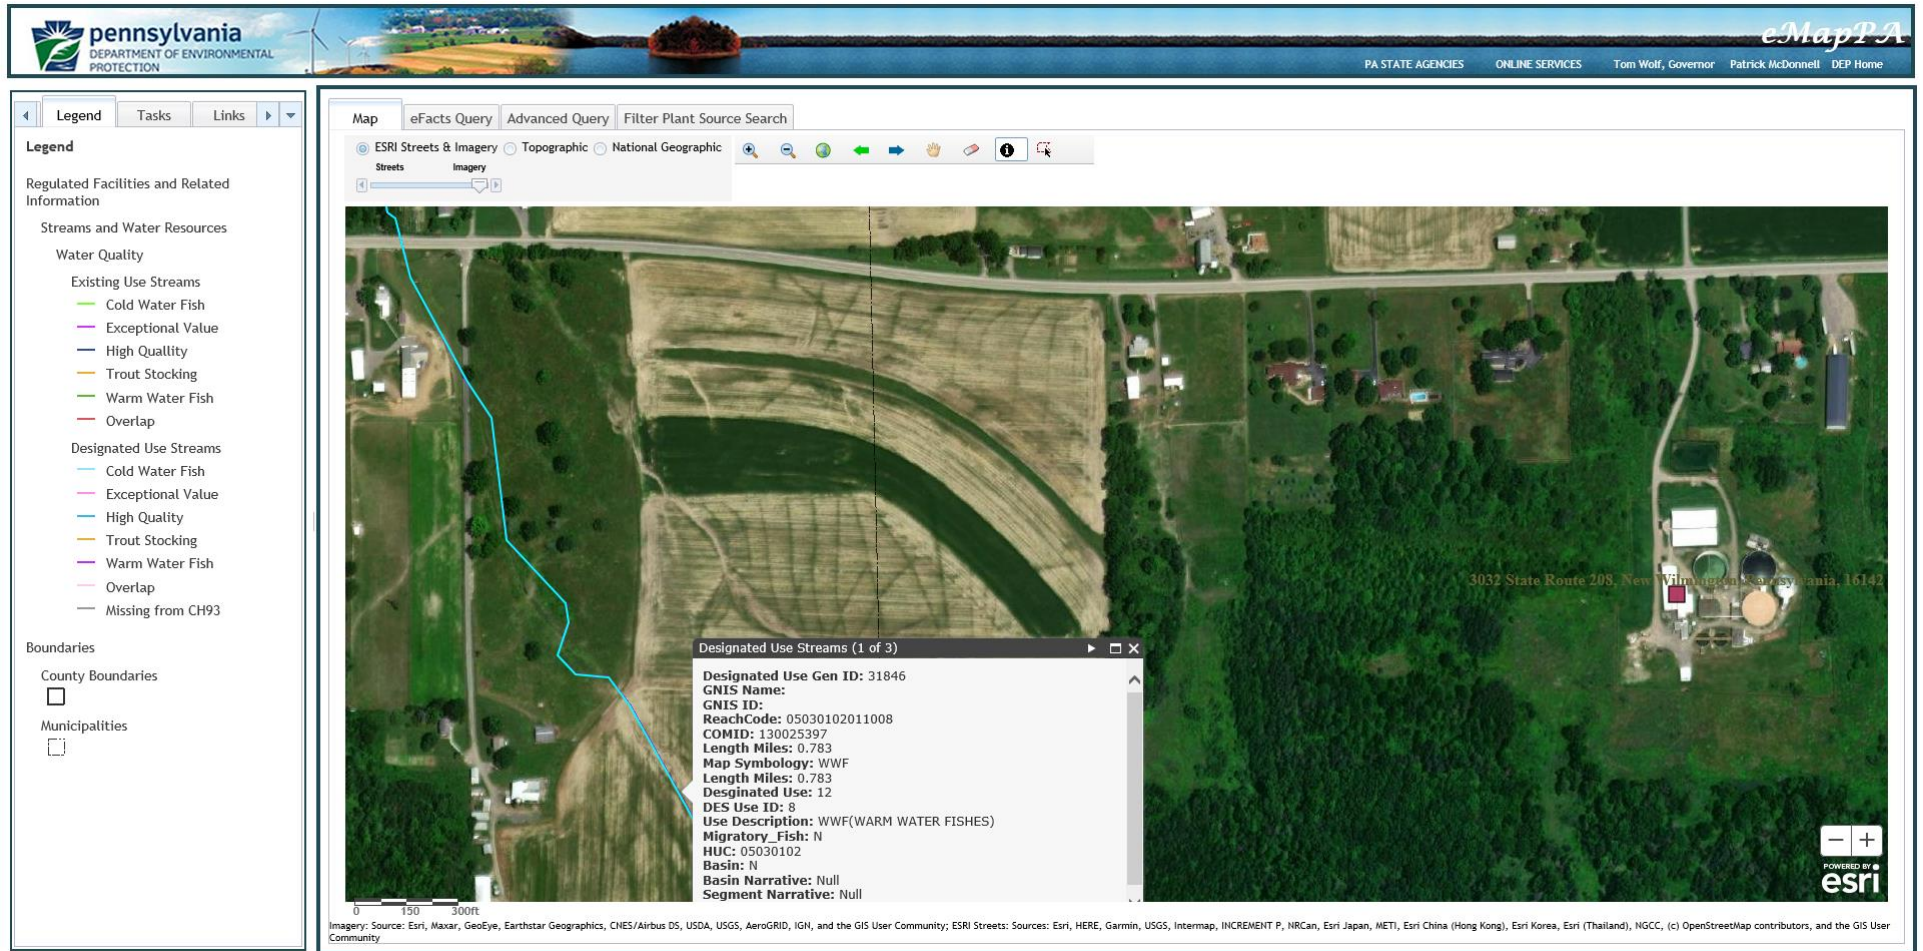 pennsylvania
DEPARTMENT OF ENVIRONMENTAL
PROTECTION
eMapPA
PA STATE AGENCIES ONLINE SERVICES Tom Wolf, Governor Patrick McDonnell DEP Home
Legend Tasks Links
Legend
Regulated Facilities and Related
Information
Streams and Water Resources
Water Quality
Existing Use Streams
Cold Water Fish
Exceptional Value
High Quallity
Trout Stocking
Warm Water Fish
Overlap
Designated Use Streams
Cold Water Fish
Exceptional Value
High Quality
Trout Stocking
Warm Water Fish
Overlap
Missing from CH93
Boundaries
County Boundaries
Municipalities
Map eFacts Query Advanced Query Filter Plant Source Search
ESRI Streets & Imagery Topographic National Geographic
Streets Imagery
3032 State Route 208, New Wilmington, Pennsylvania, 16142
Designated Use Streams (1 of 3)
Designated Use Gen ID: 31846
GNIS Name:
GNIS ID:
ReachCode: 05030102011008
COMID: 130025397
Length Miles: 0.783
Map Symbology: WWF
Length Miles: 0.783
Desginated Use: 12
DES Use ID: 8
Use Description: WWF(WARM WATER FISHES)
Migratory_Fish: N
HUC: 05030102
Basin: N
Basin Narrative: Null
Segment Narrative: Null
POWERED BY
esri
0 150 300ft
Imagery: Source: Esri, Maxar, GeoEye, Earthstar Geographics, CNES/Airbus DS, USDA, USGS, AeroGRID, IGN, and the GIS User Community; ESRI Streets: Sources: Esri, HERE, Garmin, USGS, Intermap, INCREMENT P, NRCan, Esri Japan, METI, Esri China (Hong Kong), Esri Korea, Esri (Thailand), NGCC, (c) OpenStreetMap contributors, and the GIS User
Community